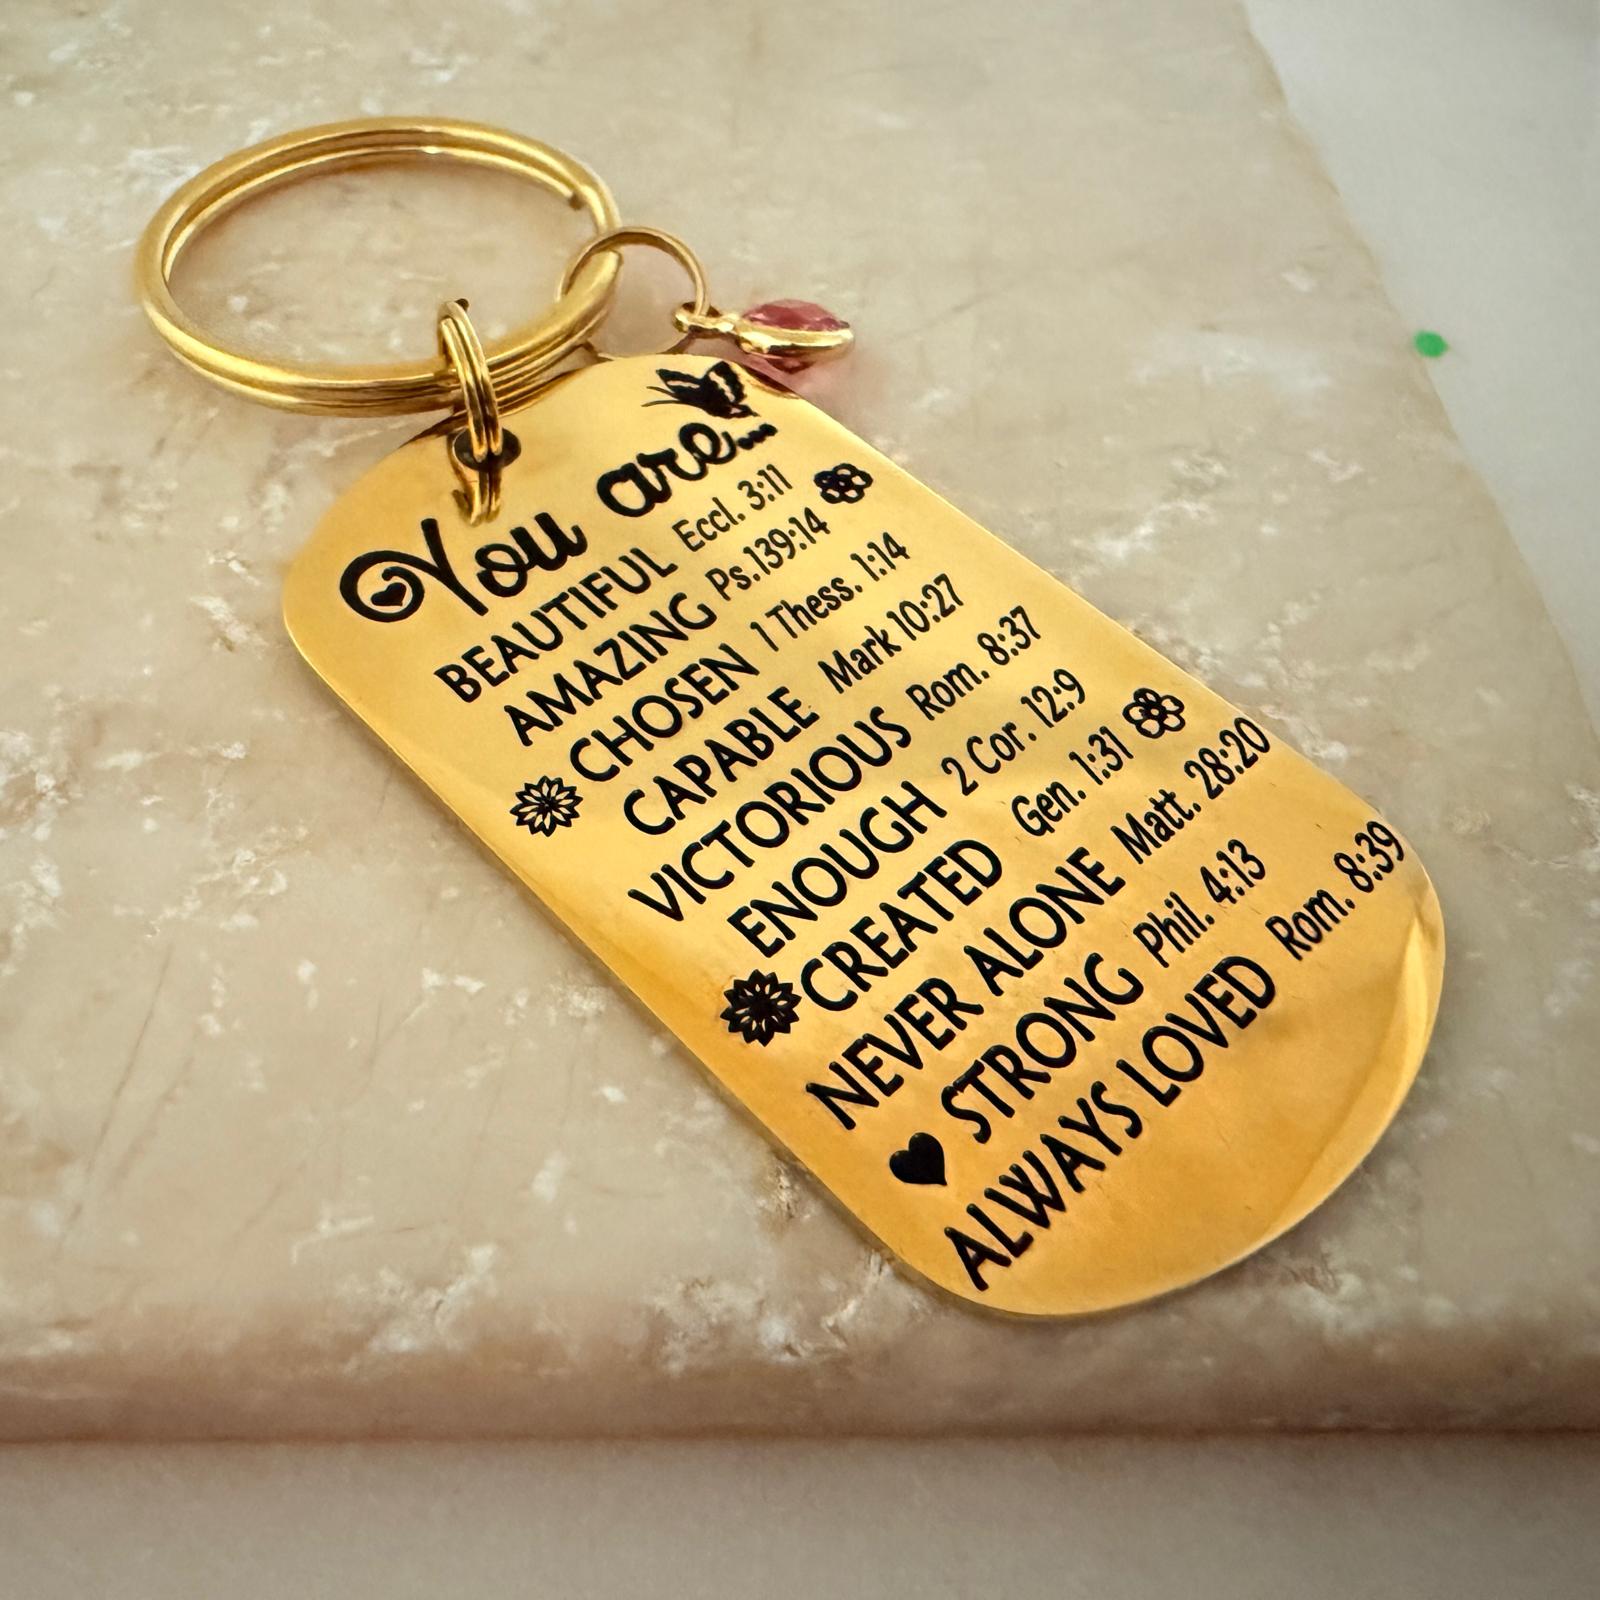 You are...
BEAUTIFUL Eccl. 3:11
AMAZING Ps.139:14
CHOSEN 1 Thess. 1:14
CAPABLE Mark 10:27
VICTORIOUS Rom. 8:37
ENOUGH 2 Cor. 12:9
CREATED Gen. 1:31
NEVER ALONE Matt. 28:20
STRONG Phil. 4:13
ALWAYS LOVED Rom. 8:39